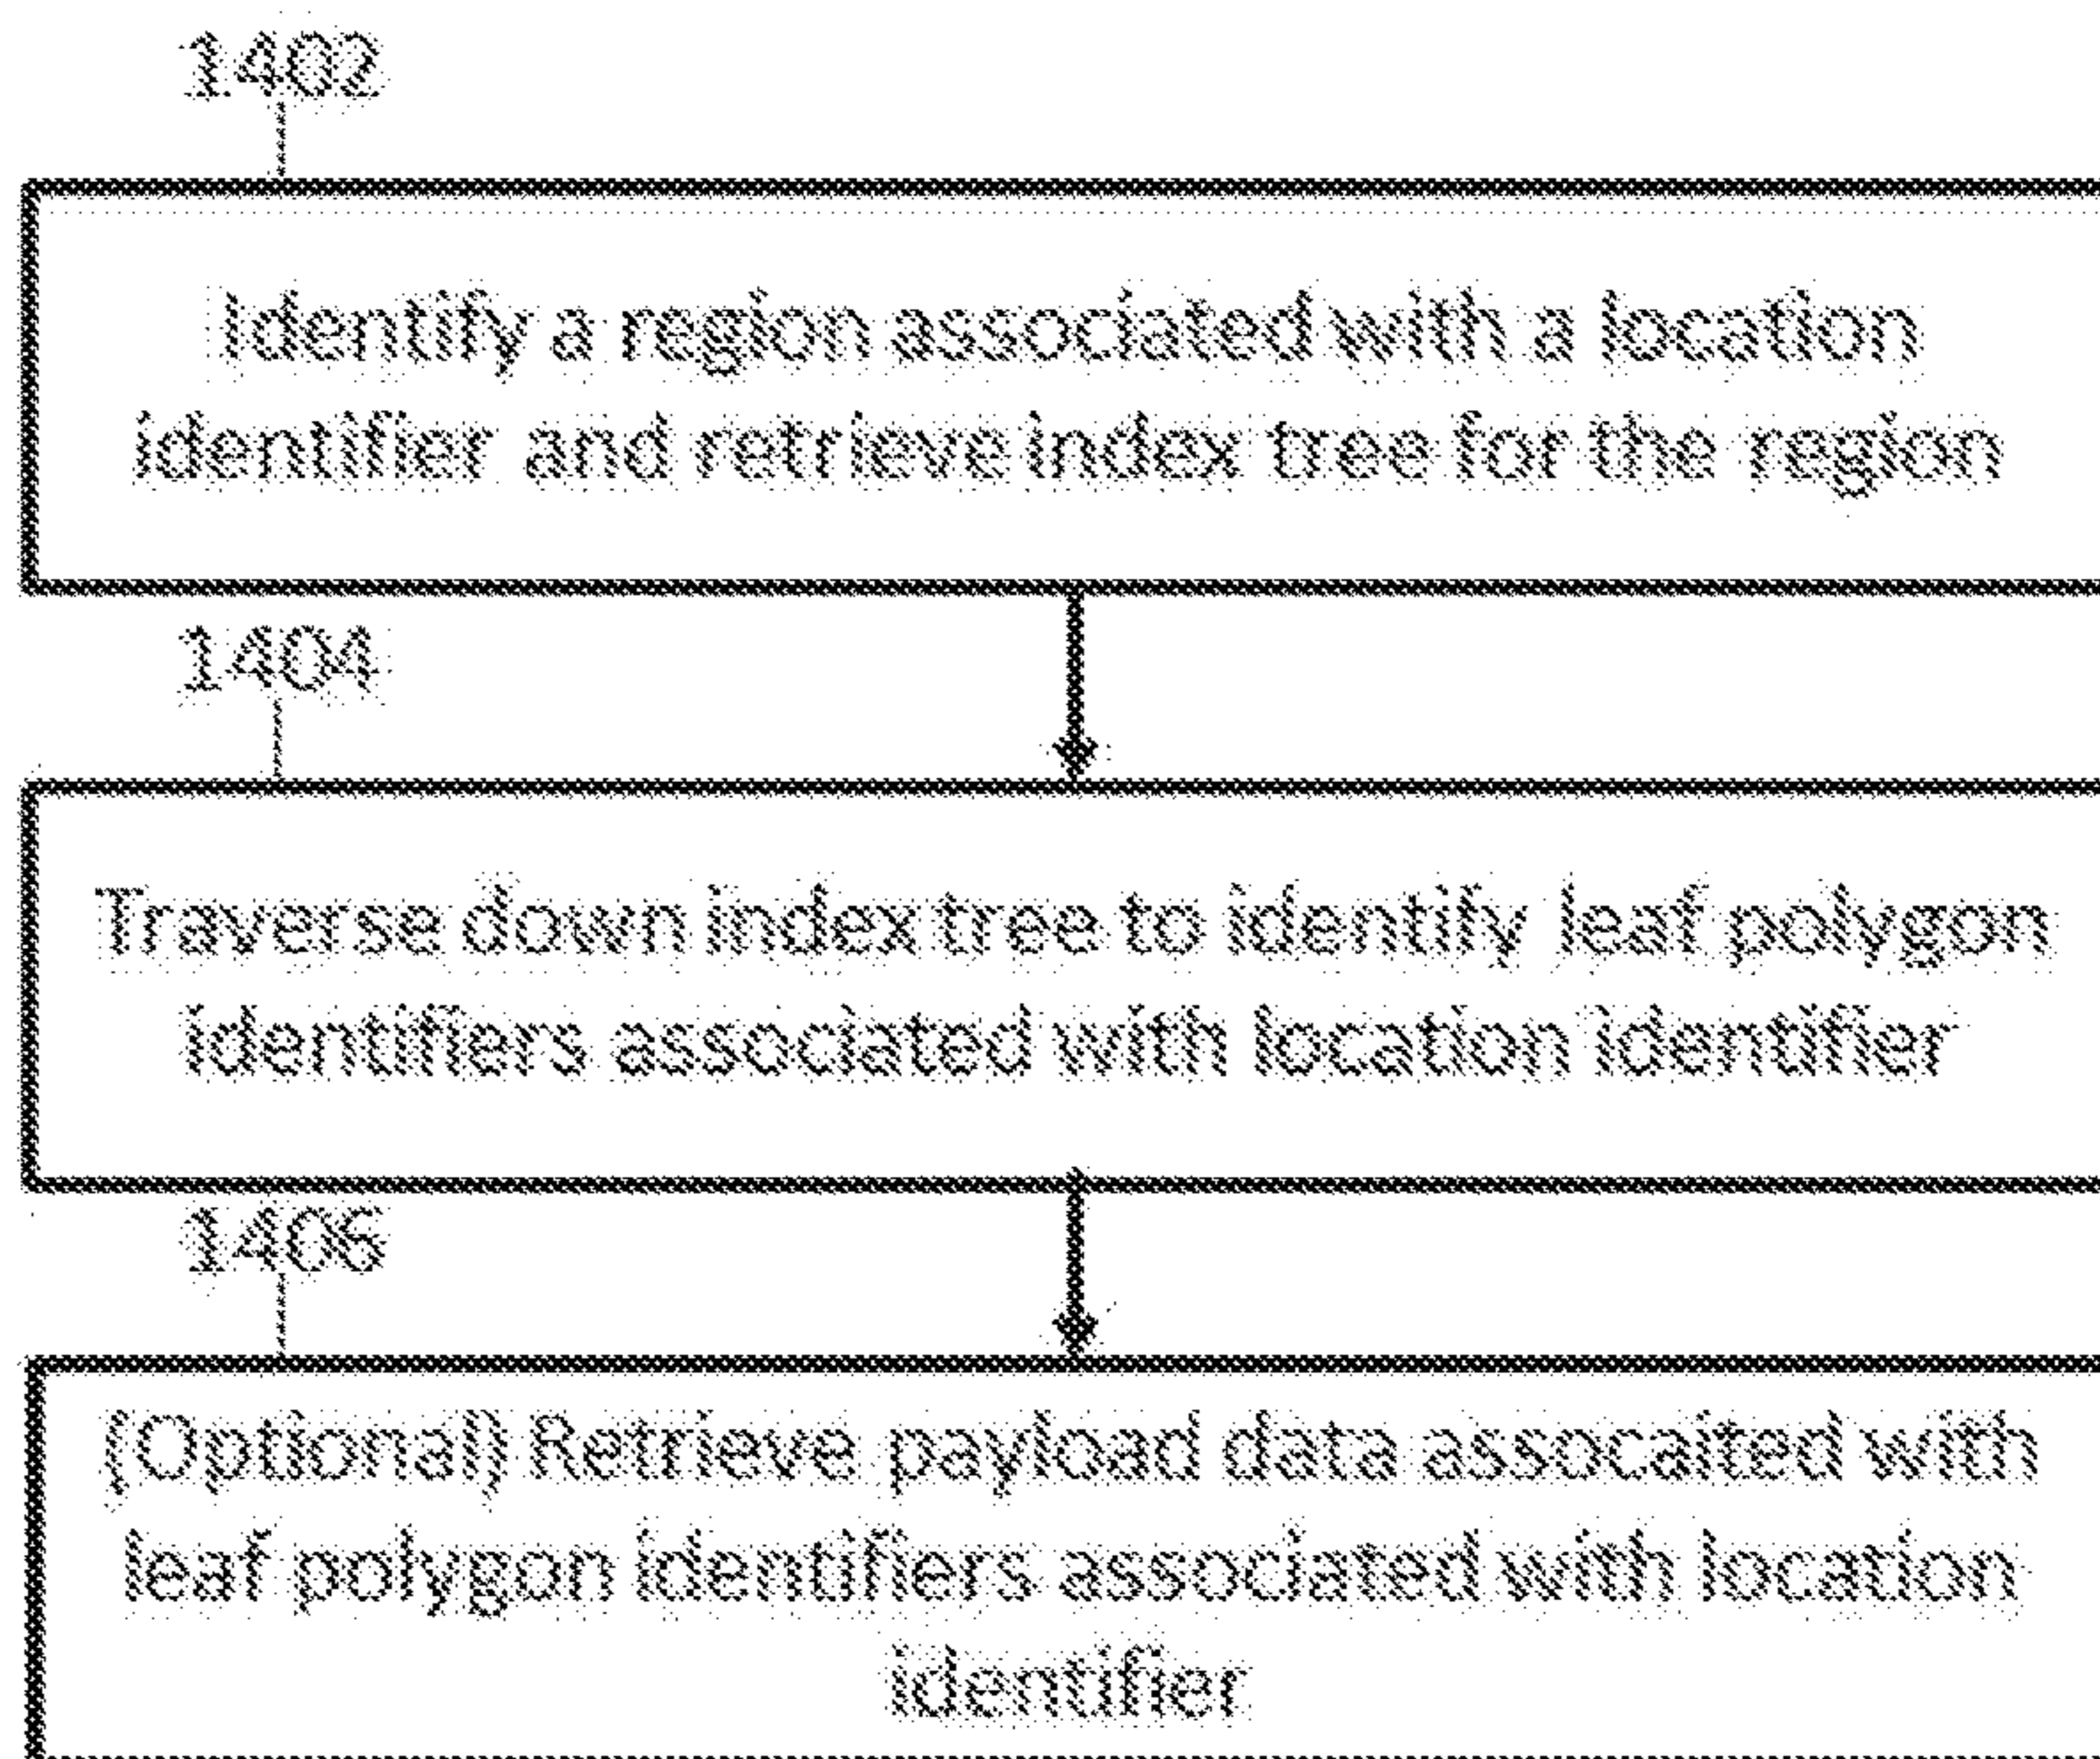 1402
Identify a region associated with a location
identifier and retrieve index tree for the region
1404
Traverse down index tree to identify leaf polygon
identifiers associated with location identifier
1406
(Optional) Retrieve payload data assocaited with
leaf polygon identifiers associated with location
identifier